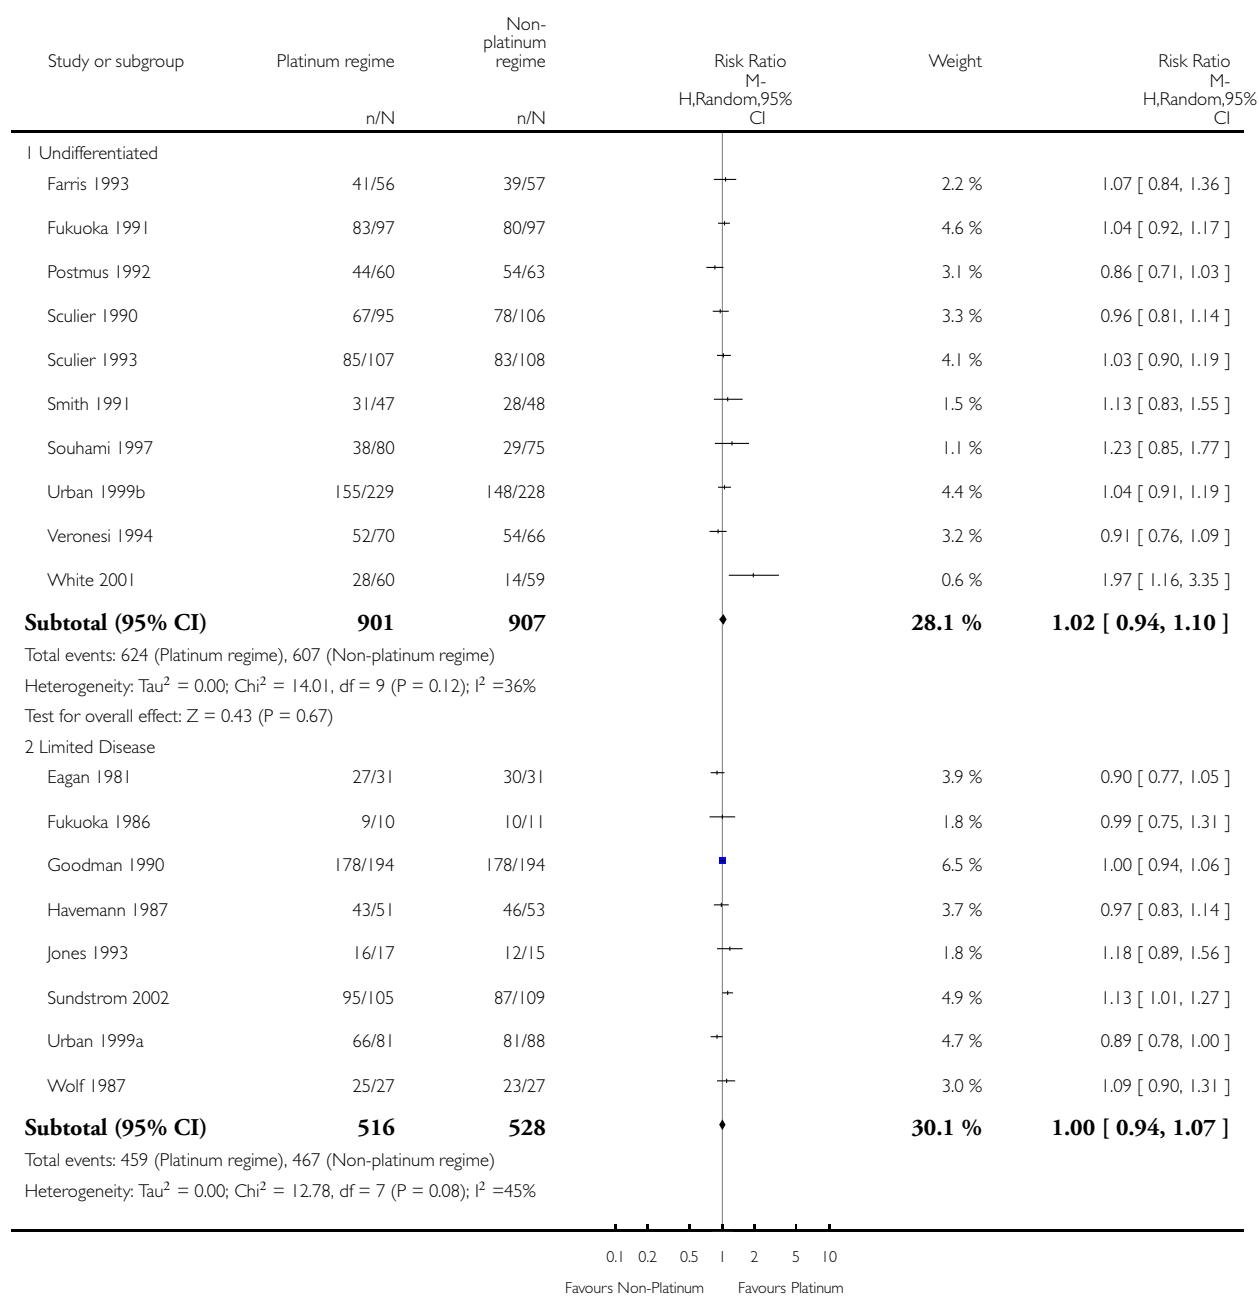 Non-
platinum
Study or subgroup Platinum regime regime Risk Ratio Weight Risk Ratio
M- M-
H,Random,95% H,Random,95%
n/N n/N CI CI
1 Undifferentiated
Farris 1993 41/56 39/57 2.2 % 1.07 [ 0.84, 1.36 ]
Fukuoka 1991 83/97 80/97 4.6 % 1.04 [ 0.92, 1.17 ]
Postmus 1992 44/60 54/63 3.1 % 0.86 [ 0.71, 1.03 ]
Sculier 1990 67/95 78/106 3.3 % 0.96 [ 0.81, 1.14 ]
Sculier 1993 85/107 83/108 4.1 % 1.03 [ 0.90, 1.19 ]
Smith 1991 31/47 28/48 1.5 % 1.13 [ 0.83, 1.55 ]
Souhami 1997 38/80 29/75 1.1 % 1.23 [ 0.85, 1.77 ]
Urban 1999b 155/229 148/228 4.4 % 1.04 [ 0.91, 1.19 ]
Veronesi 1994 52/70 54/66 3.2 % 0.91 [ 0.76, 1.09 ]
White 2001 28/60 14/59 0.6 % 1.97 [ 1.16, 3.35 ]
Subtotal (95% CI) 901 907 28.1 % 1.02 [ 0.94, 1.10 ]
Total events: 624 (Platinum regime), 607 (Non-platinum regime)
Heterogeneity: Tau² = 0.00; Chi² = 14.01, df = 9 (P = 0.12); I² =36%
Test for overall effect: Z = 0.43 (P = 0.67)
2 Limited Disease
Eagan 1981 27/31 30/31 3.9 % 0.90 [ 0.77, 1.05 ]
Fukuoka 1986 9/10 10/11 1.8 % 0.99 [ 0.75, 1.31 ]
Goodman 1990 178/194 178/194 6.5 % 1.00 [ 0.94, 1.06 ]
Havemann 1987 43/51 46/53 3.7 % 0.97 [ 0.83, 1.14 ]
Jones 1993 16/17 12/15 1.8 % 1.18 [ 0.89, 1.56 ]
Sundstrom 2002 95/105 87/109 4.9 % 1.13 [ 1.01, 1.27 ]
Urban 1999a 66/81 81/88 4.7 % 0.89 [ 0.78, 1.00 ]
Wolf 1987 25/27 23/27 3.0 % 1.09 [ 0.90, 1.31 ]
Subtotal (95% CI) 516 528 30.1 % 1.00 [ 0.94, 1.07 ]
Total events: 459 (Platinum regime), 467 (Non-platinum regime)
Heterogeneity: Tau² = 0.00; Chi² = 12.78, df = 7 (P = 0.08); I² =45%
0.1 0.2 0.5 1 2 5 10
Favours Non-Platinum Favours Platinum